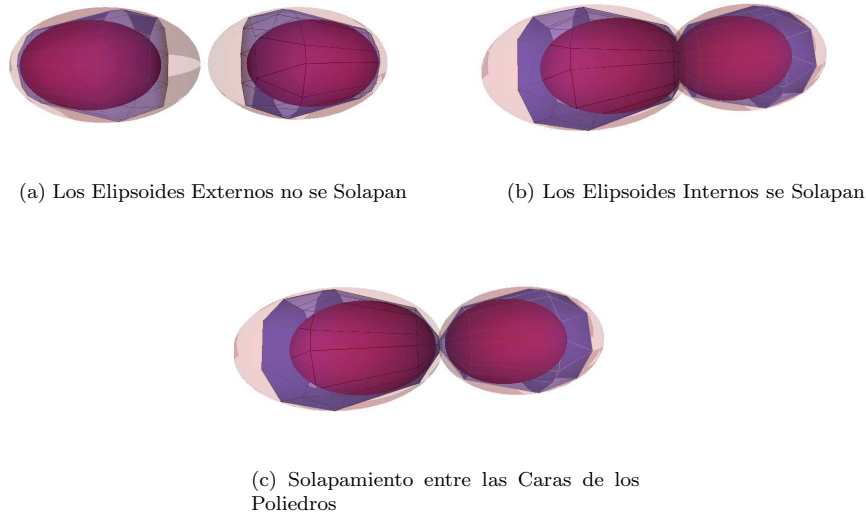 (a) Los Elipsoides Externos no se Solapan
(b) Los Elipsoides Internos se Solapan
(c) Solapamiento entre las Caras de los
Poliedros